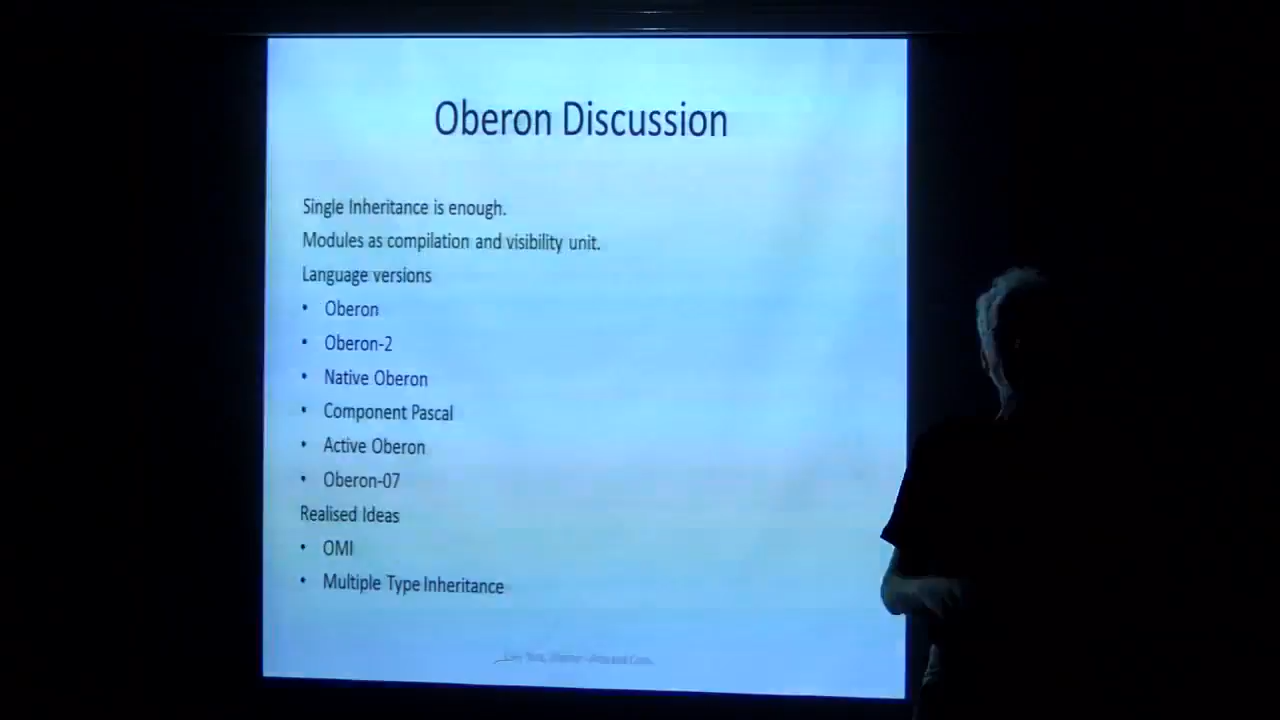 Oberon Discussion
Single Inheritance is enough.
Modules as compilation and visibility unit.
Language versions
• Oberon
• Oberon-2
• Native Oberon
• Component Pascal
• Active Oberon
• Oberon-07
Realised Ideas
• OMI
• Multiple Type Inheritance